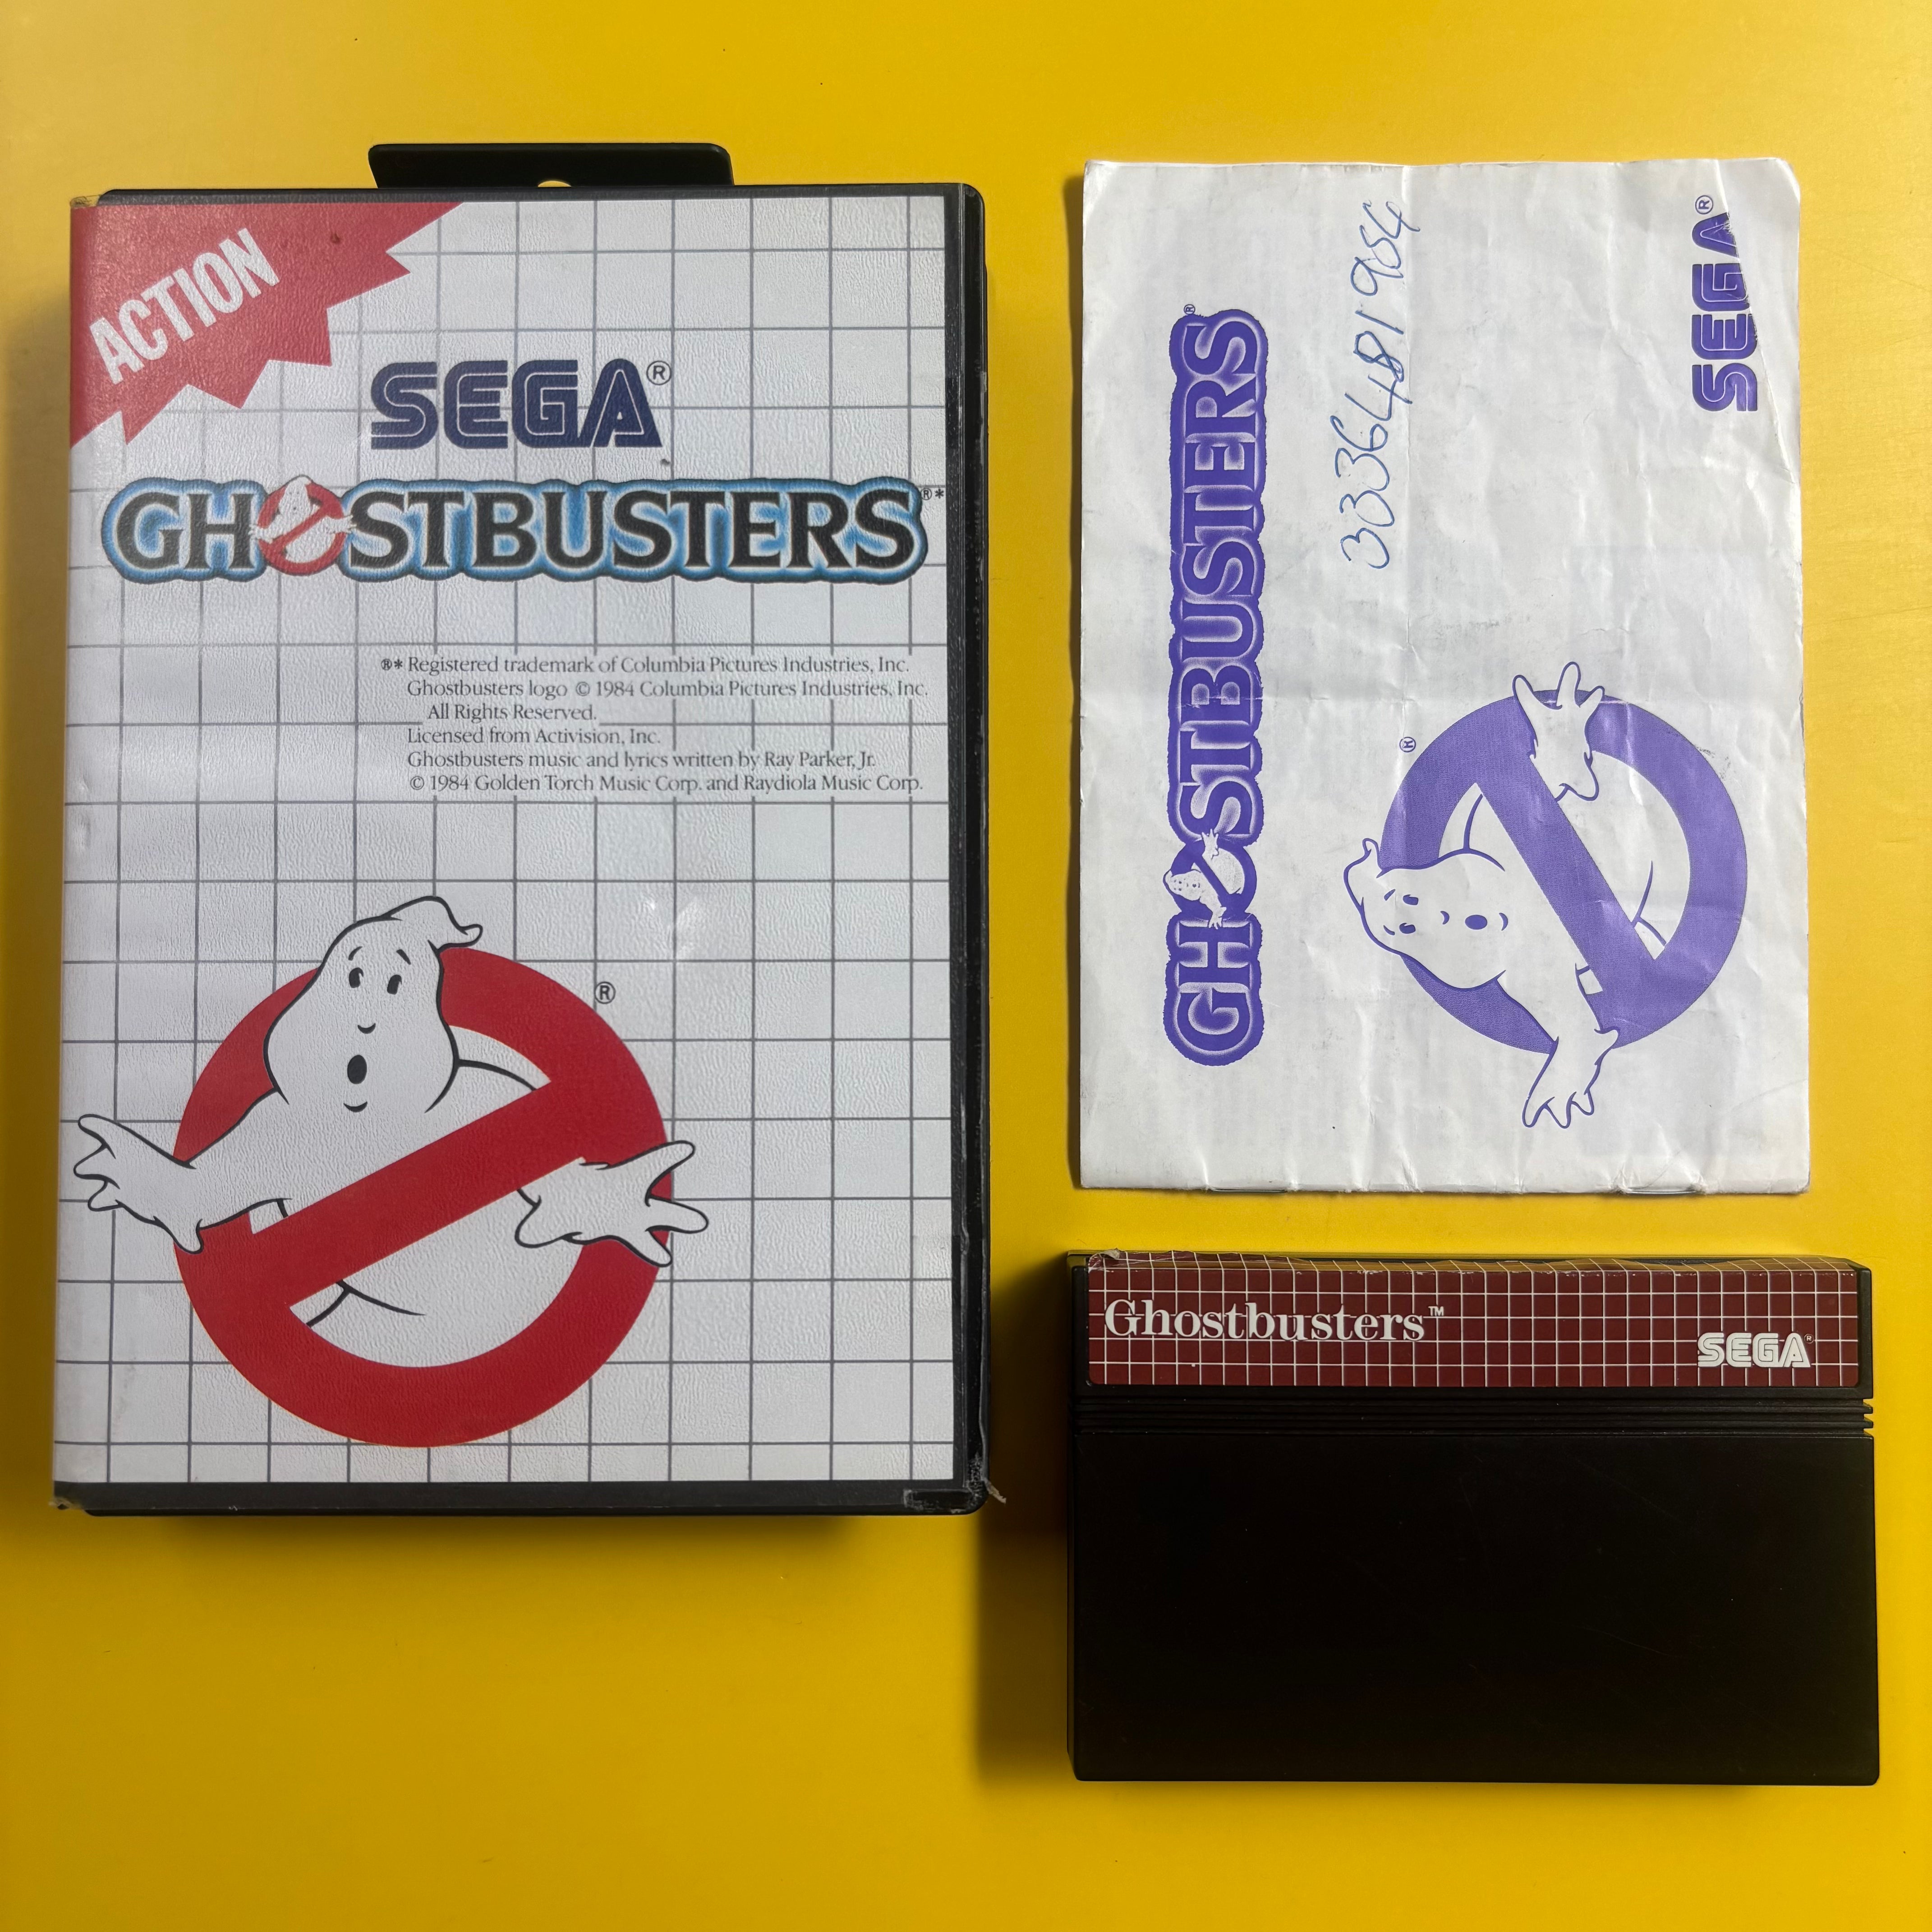 ACTION
SEGA®
GHOSTBUSTERS®*
®* Registered trademark of Columbia Pictures Industries, Inc.
Ghostbusters logo © 1984 Columbia Pictures Industries, Inc.
All Rights Reserved.
Licensed from Activision, Inc.
Ghostbusters music and lyrics written by Ray Parker, Jr.
© 1984 Golden Torch Music Corp. and Raydiola Music Corp.
®
GHOSTBUSTERS®
3336481954
SEGA®
®
Ghostbusters™
SEGA®